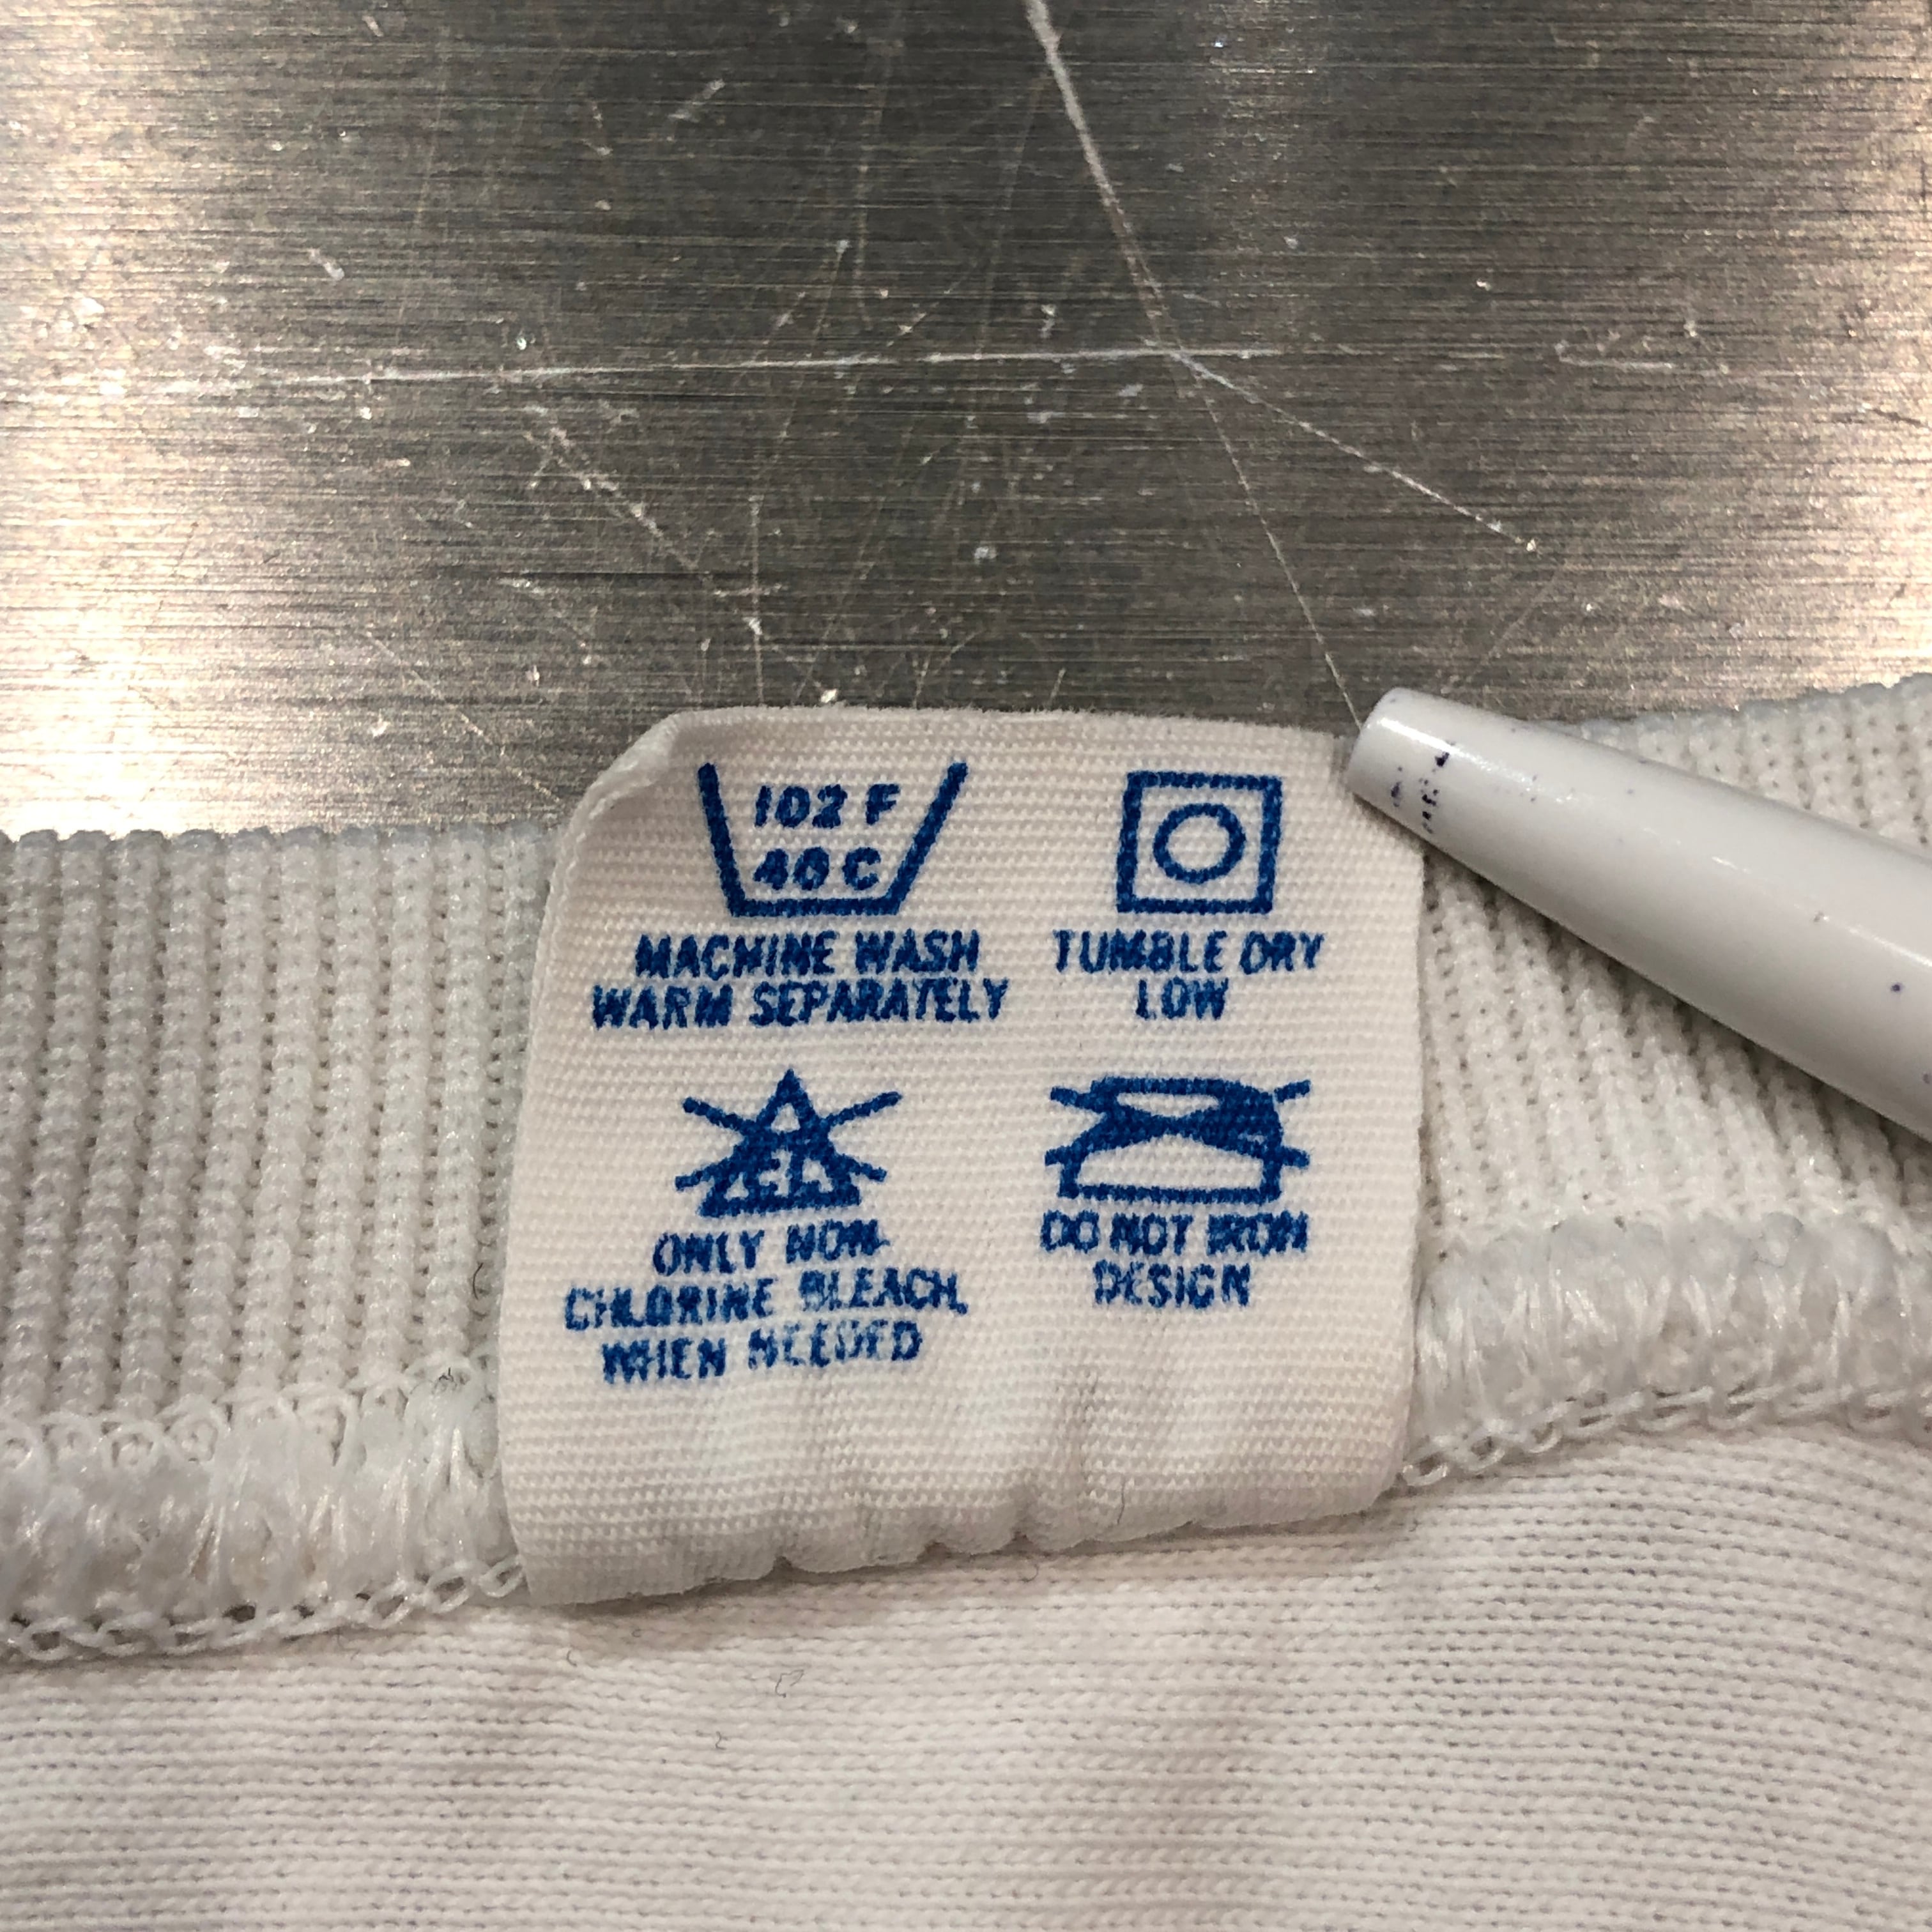 102 F
40 C
MACHINE WASH
WARM SEPARATELY
TUMBLE DRY
LOW
CL
ONLY NON-
CHLORINE BLEACH,
WHEN NEEDED
DO NOT IRON
DESIGN